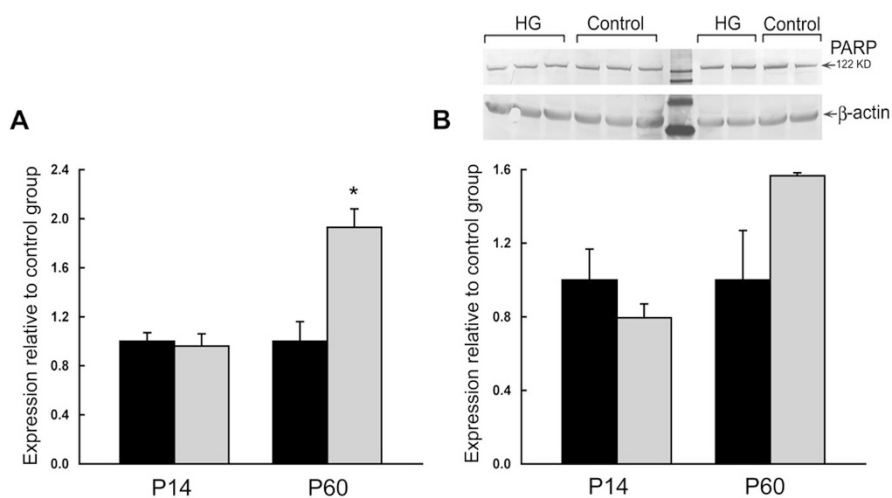 HG Control HG Control
PARP
122 KD
β-actin
A
B
Expression relative to control group
2.4
2.0
1.6
1.2
0.8
0.4
0.0
*
P14 P60
Expression relative to control group
1.6
1.2
0.8
0.4
0.0
P14 P60